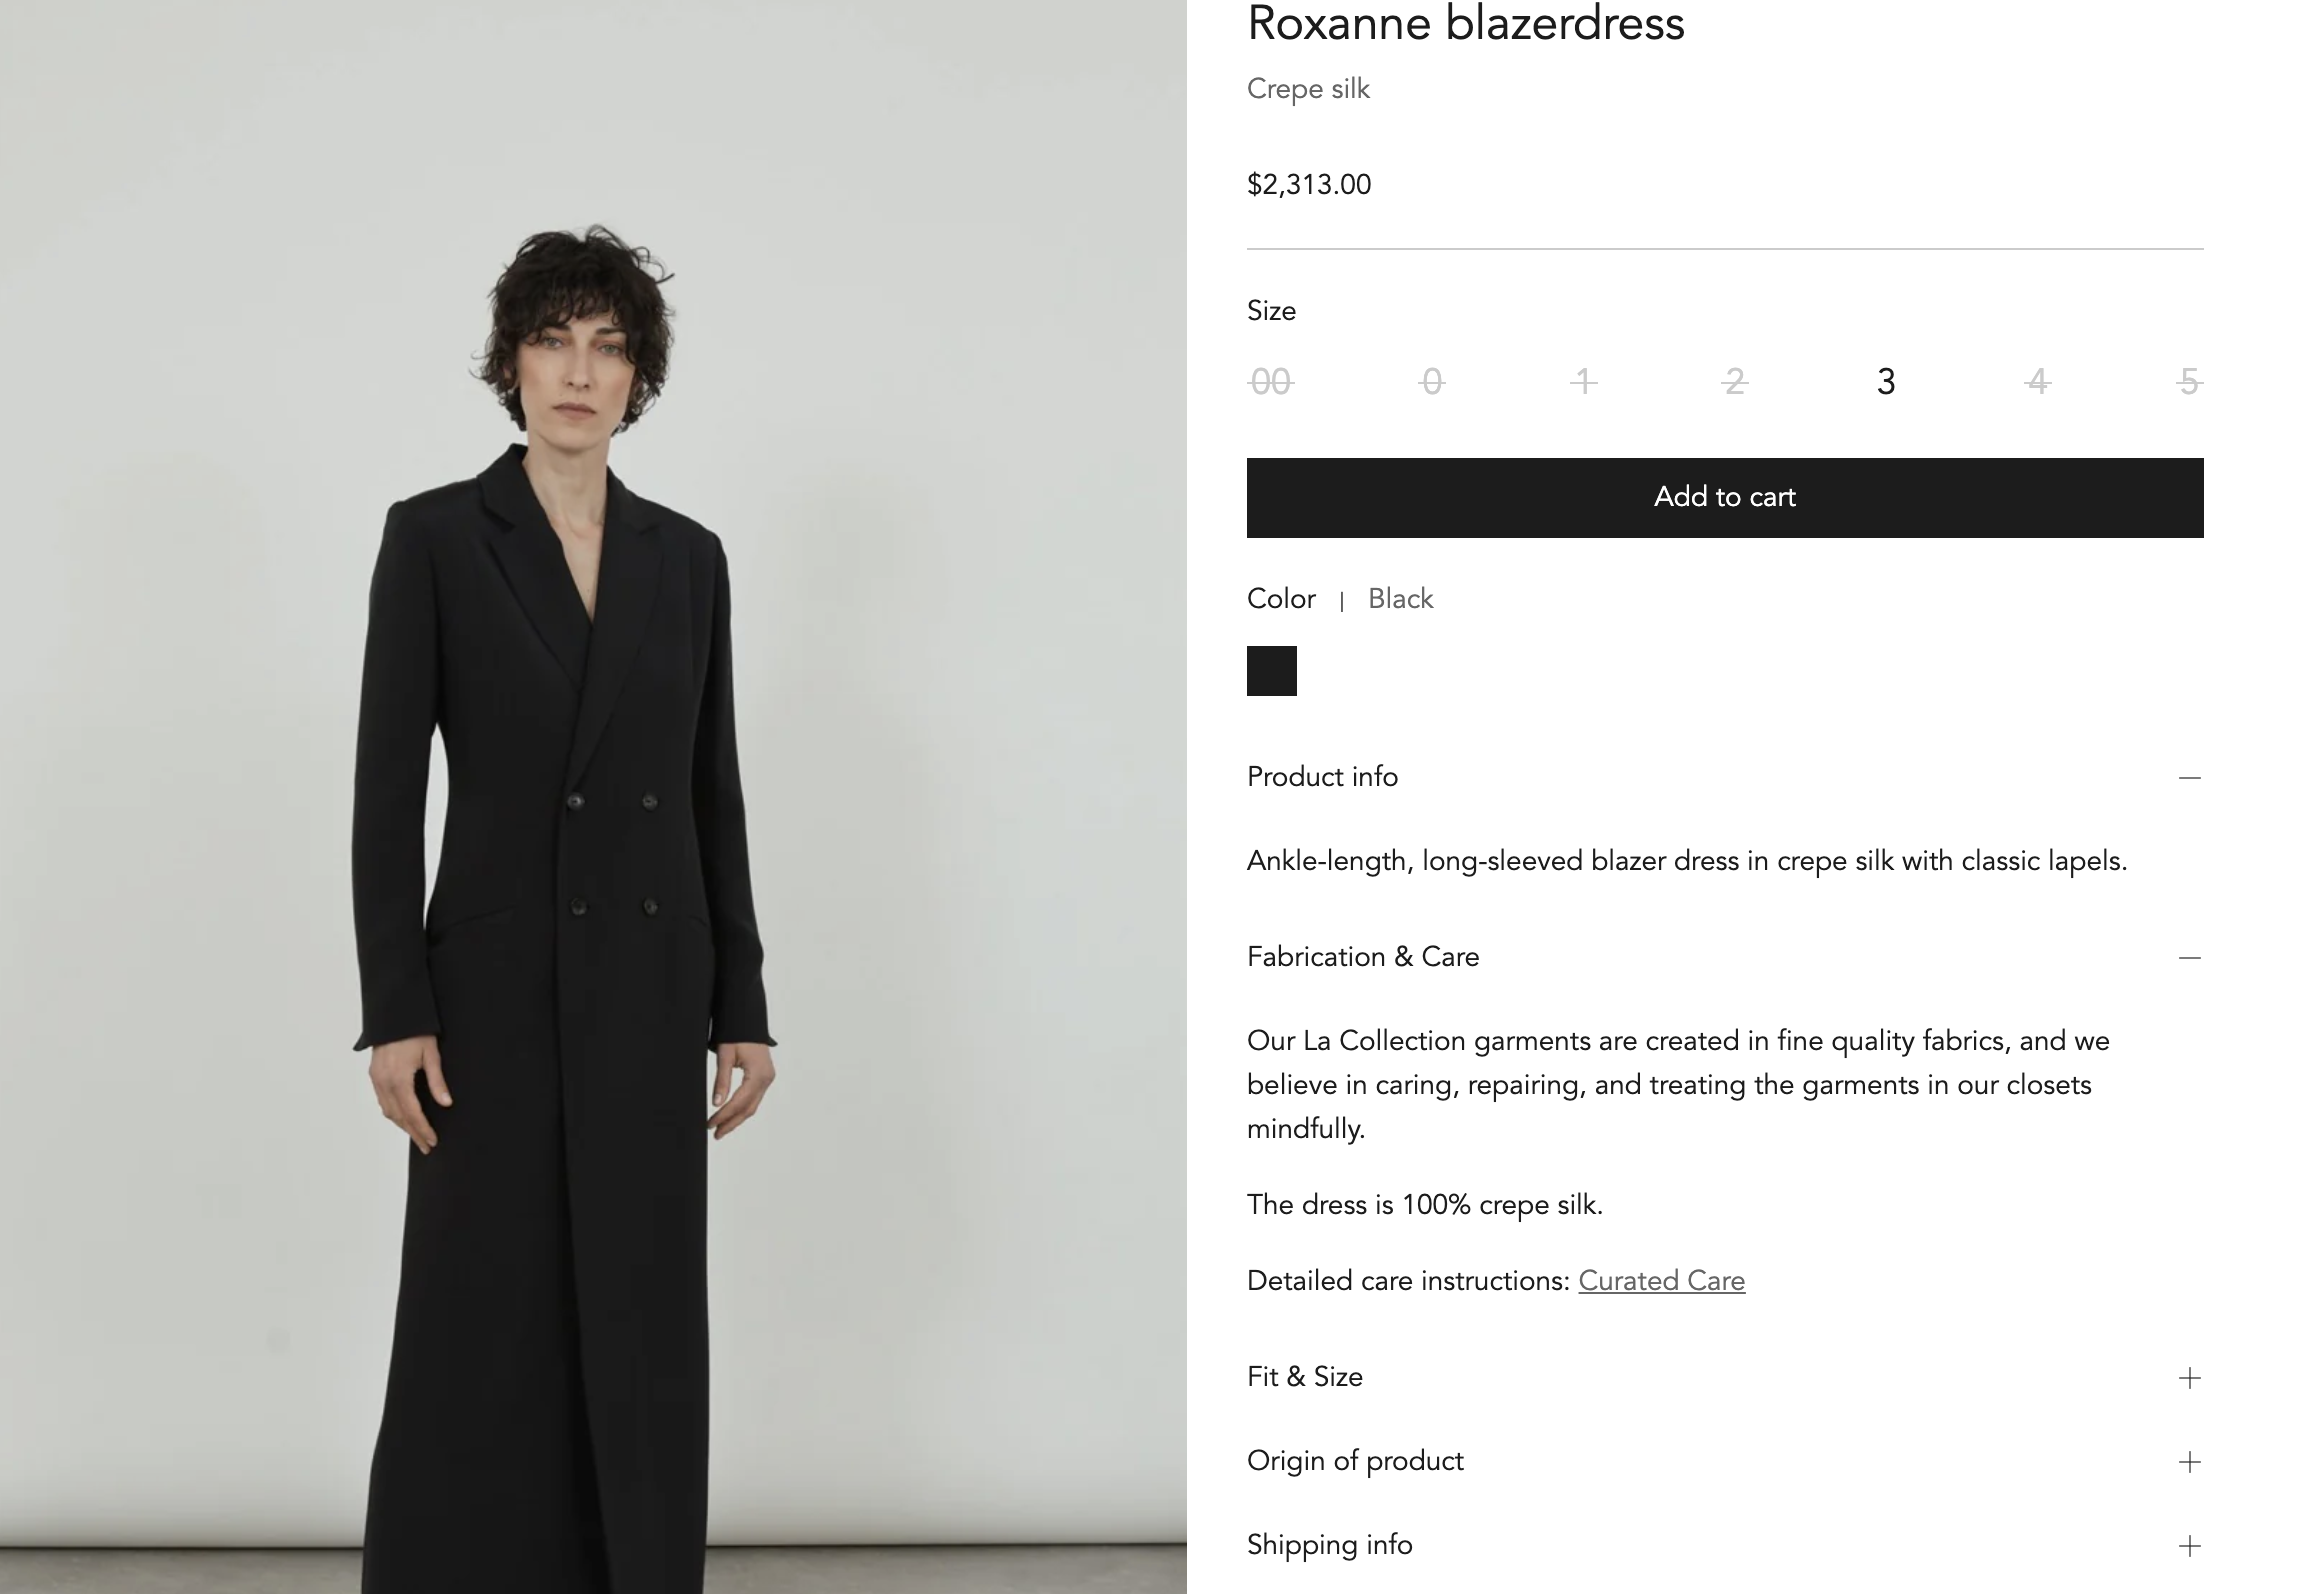 Roxanne blazerdress
Crepe silk
$2,313.00
Size
00 0 1 2 3 4 5
Add to cart
Color | Black
Product info —
Ankle-length, long-sleeved blazer dress in crepe silk with classic lapels.
Fabrication & Care —
Our La Collection garments are created in fine quality fabrics, and we
believe in caring, repairing, and treating the garments in our closets
mindfully.
The dress is 100% crepe silk.
Detailed care instructions: Curated Care
Fit & Size +
Origin of product +
Shipping info +